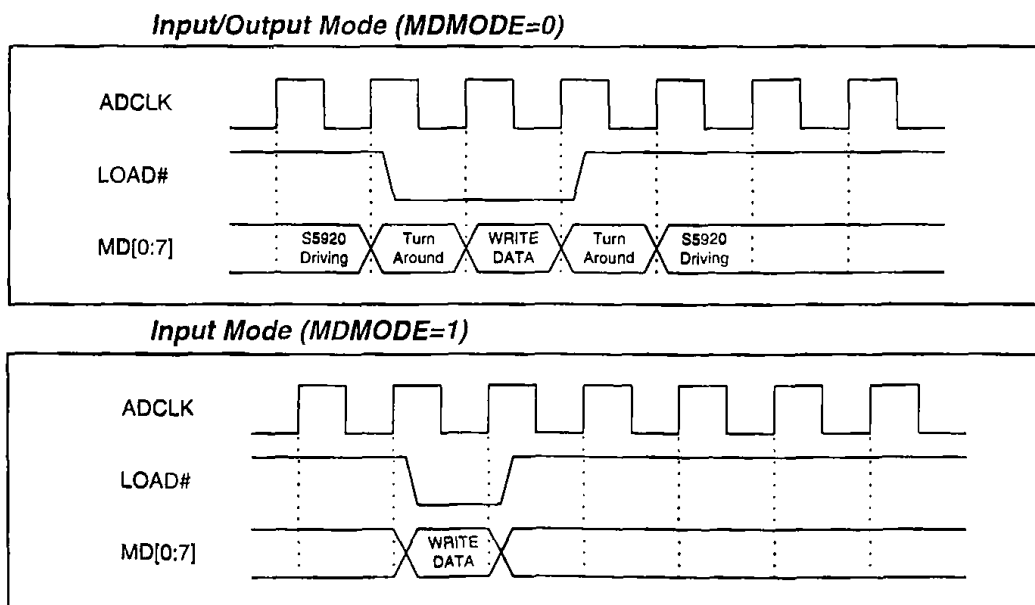 Input/Output Mode (MDMODE=0)
ADCLK
LOAD#
MD[0:7]
S5920
Driving
Turn
Around
WRITE
DATA
Turn
Around
S5920
Driving
Input Mode (MDMODE=1)
ADCLK
LOAD#
MD[0:7]
WRITE
DATA